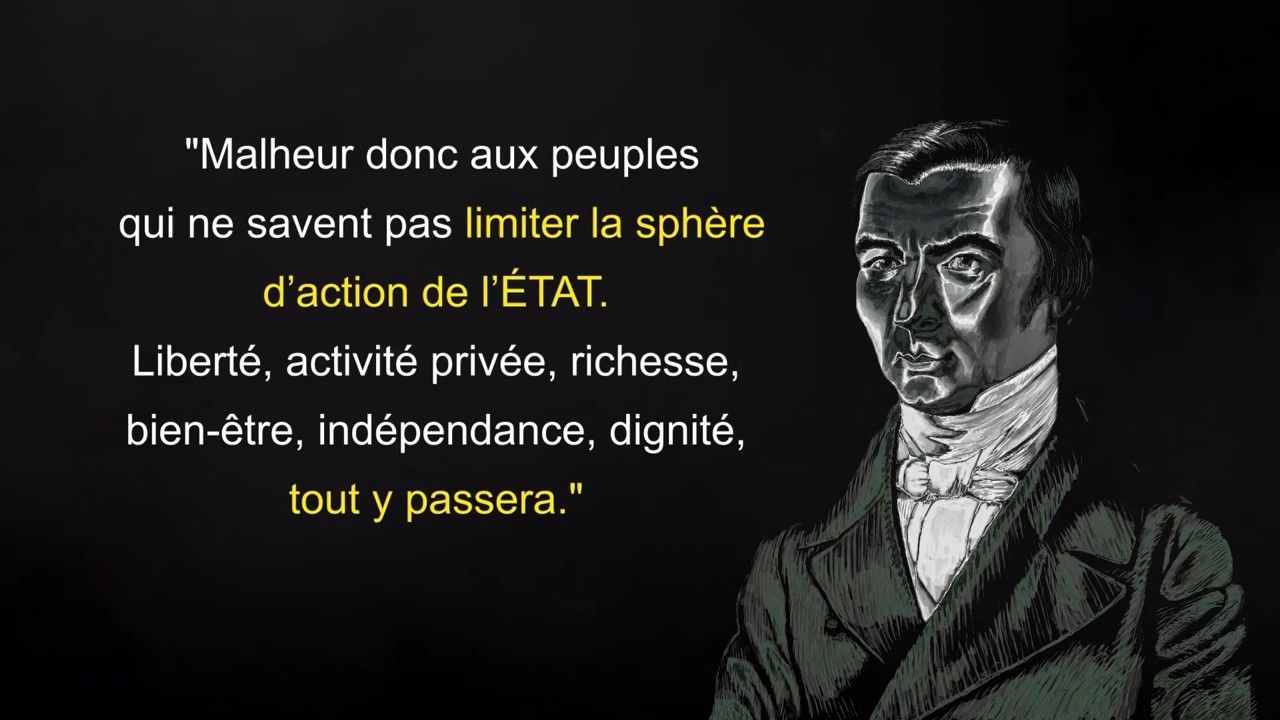 "Malheur donc aux peuples
qui ne savent pas limiter la sphère
d’action de l’ÉTAT.
Liberté, activité privée, richesse,
bien-être, indépendance, dignité,
tout y passera."